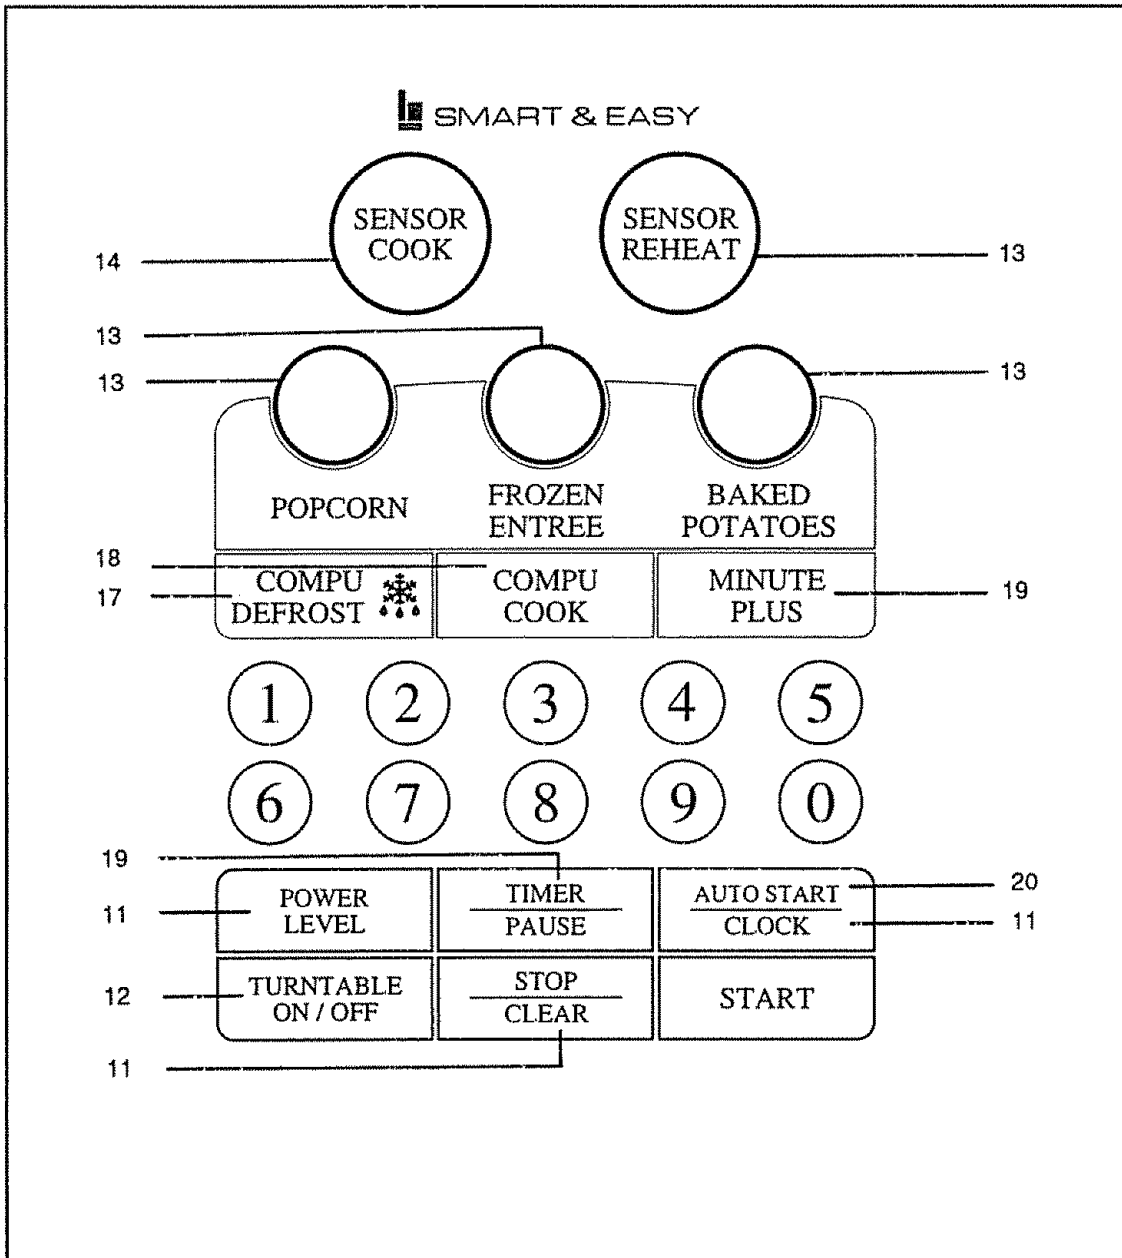 SMART & EASY
SENSOR
COOK
SENSOR
REHEAT
14
13
13
13
13
POPCORN
FROZEN
ENTREE
BAKED
POTATOES
18
17
COMPU
DEFROST
COMPU
COOK
MINUTE
PLUS
19
1 2 3 4 5
6 7 8 9 0
19
11
POWER
LEVEL
TIMER
PAUSE
AUTO START
CLOCK
20
11
12
TURNTABLE
ON / OFF
STOP
CLEAR
START
11